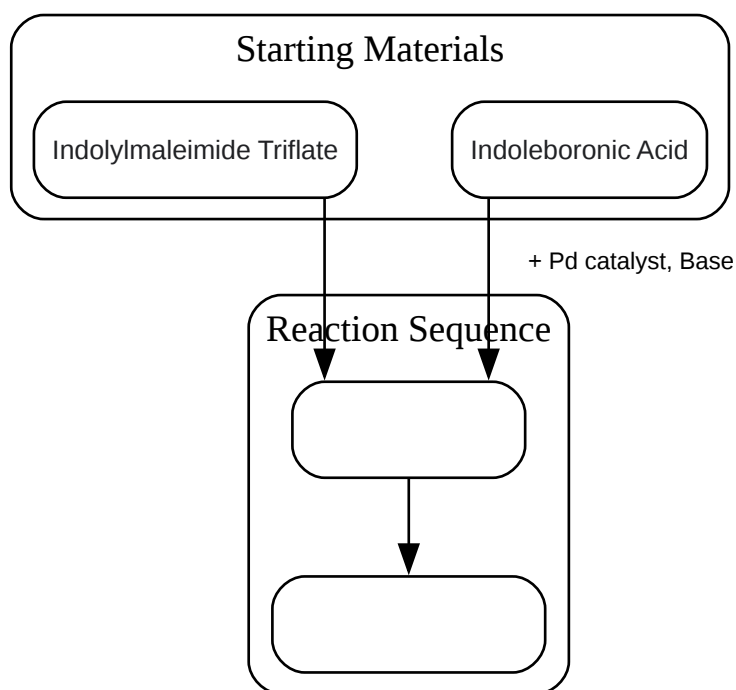 Starting Materials
Indolylmaleimide Triflate
Indoleboronic Acid
+ Pd catalyst, Base
Reaction Sequence